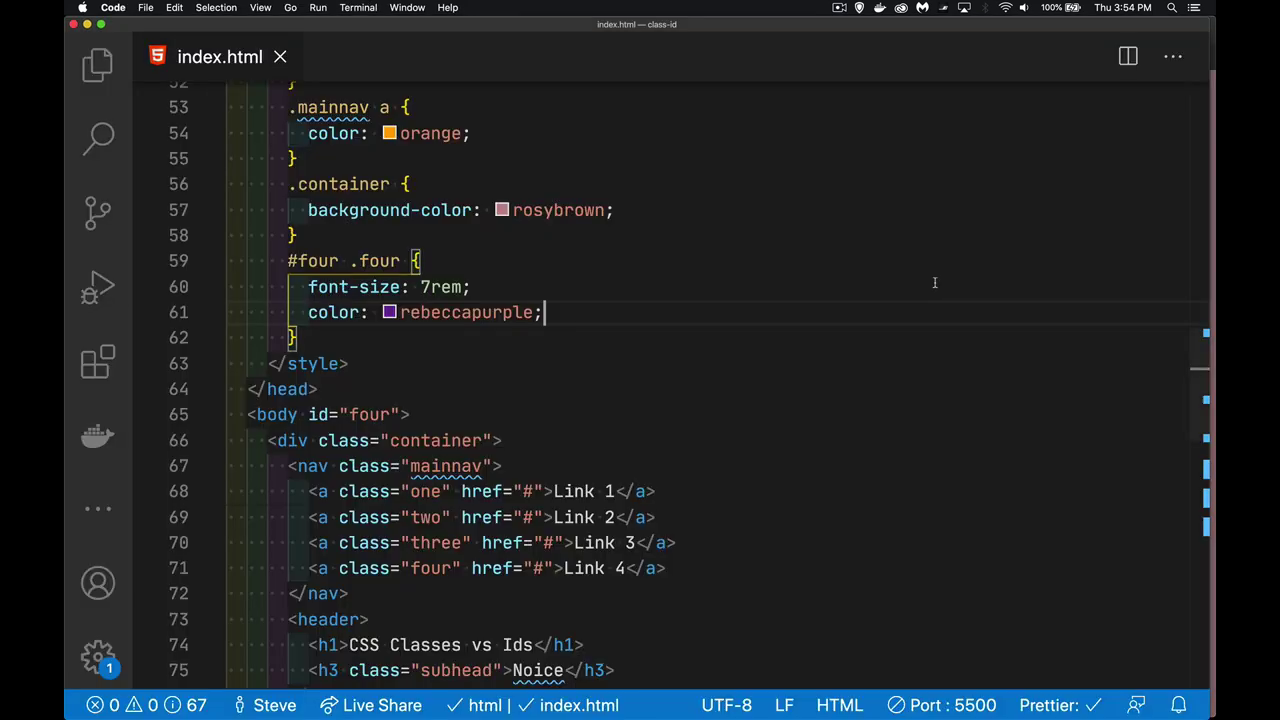 Code File Edit Selection View Go Run Terminal Window Help 100% Thu 3:54 PM
index.html — class-id
index.html
52 }
53 .mainnav a {
54 color: orange;
55 }
56 .container {
57 background-color: rosybrown;
58 }
59 #four .four {
60 font-size: 7rem;
61 color: rebeccapurple;
62 }
63 </style>
64 </head>
65 <body id="four">
66 <div class="container">
67 <nav class="mainnav">
68 <a class="one" href="#">Link 1</a>
69 <a class="two" href="#">Link 2</a>
70 <a class="three" href="#">Link 3</a>
71 <a class="four" href="#">Link 4</a>
72 </nav>
73 <header>
74 <h1>CSS Classes vs Ids</h1>
75 <h3 class="subhead">Noice</h3>
1
0 0 67 Steve Live Share html index.html UTF-8 LF HTML Port : 5500 Prettier: